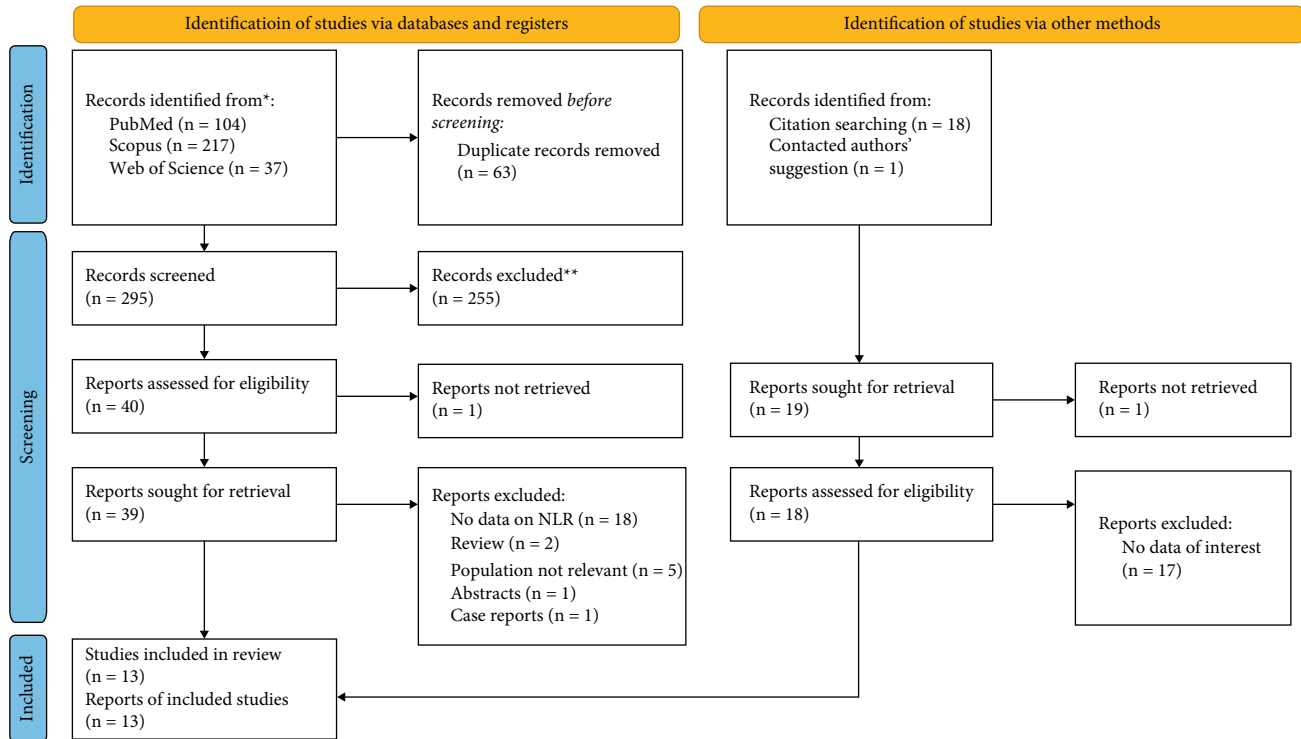 Identificatioin of studies via databases and registers
Identification of studies via other methods
Identification
Records identified from*:
PubMed (n = 104)
Scopus (n = 217)
Web of Science (n = 37)
Records removed before
screening:
Duplicate records removed
(n = 63)
Records identified from:
Citation searching (n = 18)
Contacted authors'
suggestion (n = 1)
Screening
Records screened
(n = 295)
Records excluded**
(n = 255)
Reports assessed for eligibility
(n = 40)
Reports not retrieved
(n = 1)
Reports sought for retrieval
(n = 19)
Reports not retrieved
(n = 1)
Reports sought for retrieval
(n = 39)
Reports excluded:
No data on NLR (n = 18)
Review (n = 2)
Population not relevant (n = 5)
Abstracts (n = 1)
Case reports (n = 1)
Reports assessed for eligibility
(n = 18)
Reports excluded:
No data of interest
(n = 17)
Included
Studies included in review
(n = 13)
Reports of included studies
(n = 13)